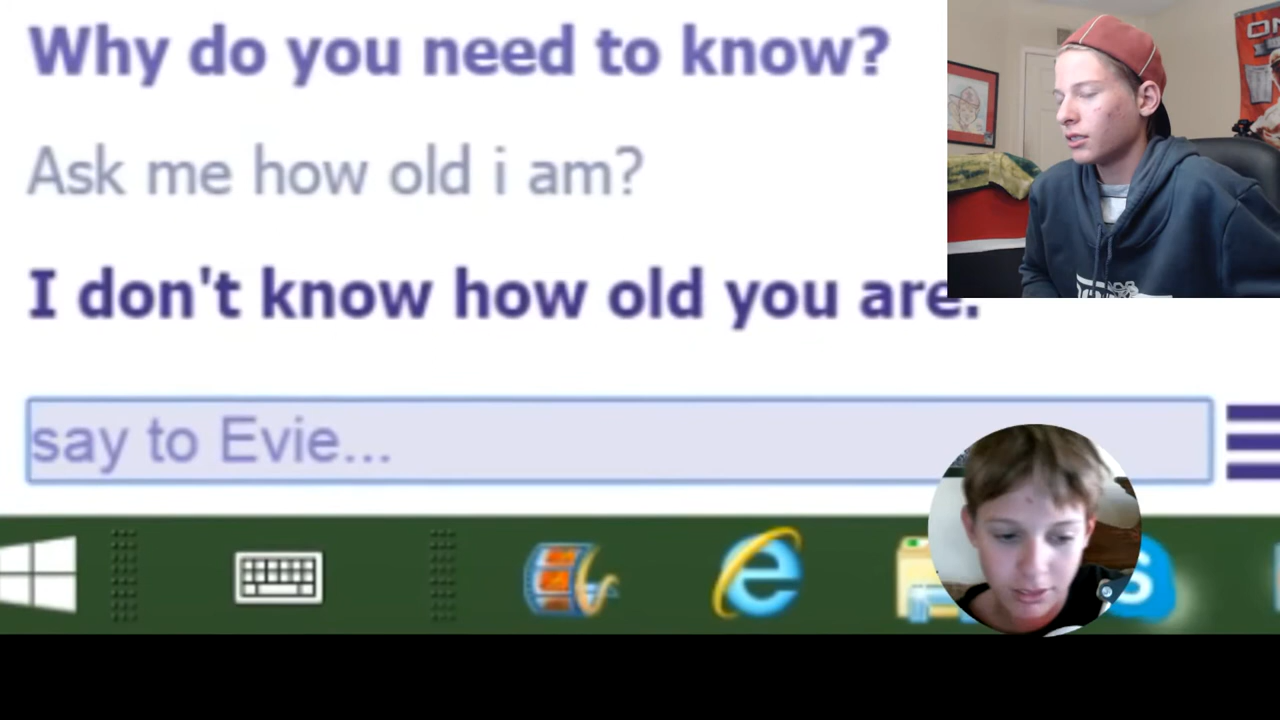 Why do you need to know?
Ask me how old i am?
I don't know how old you are.
say to Evie...